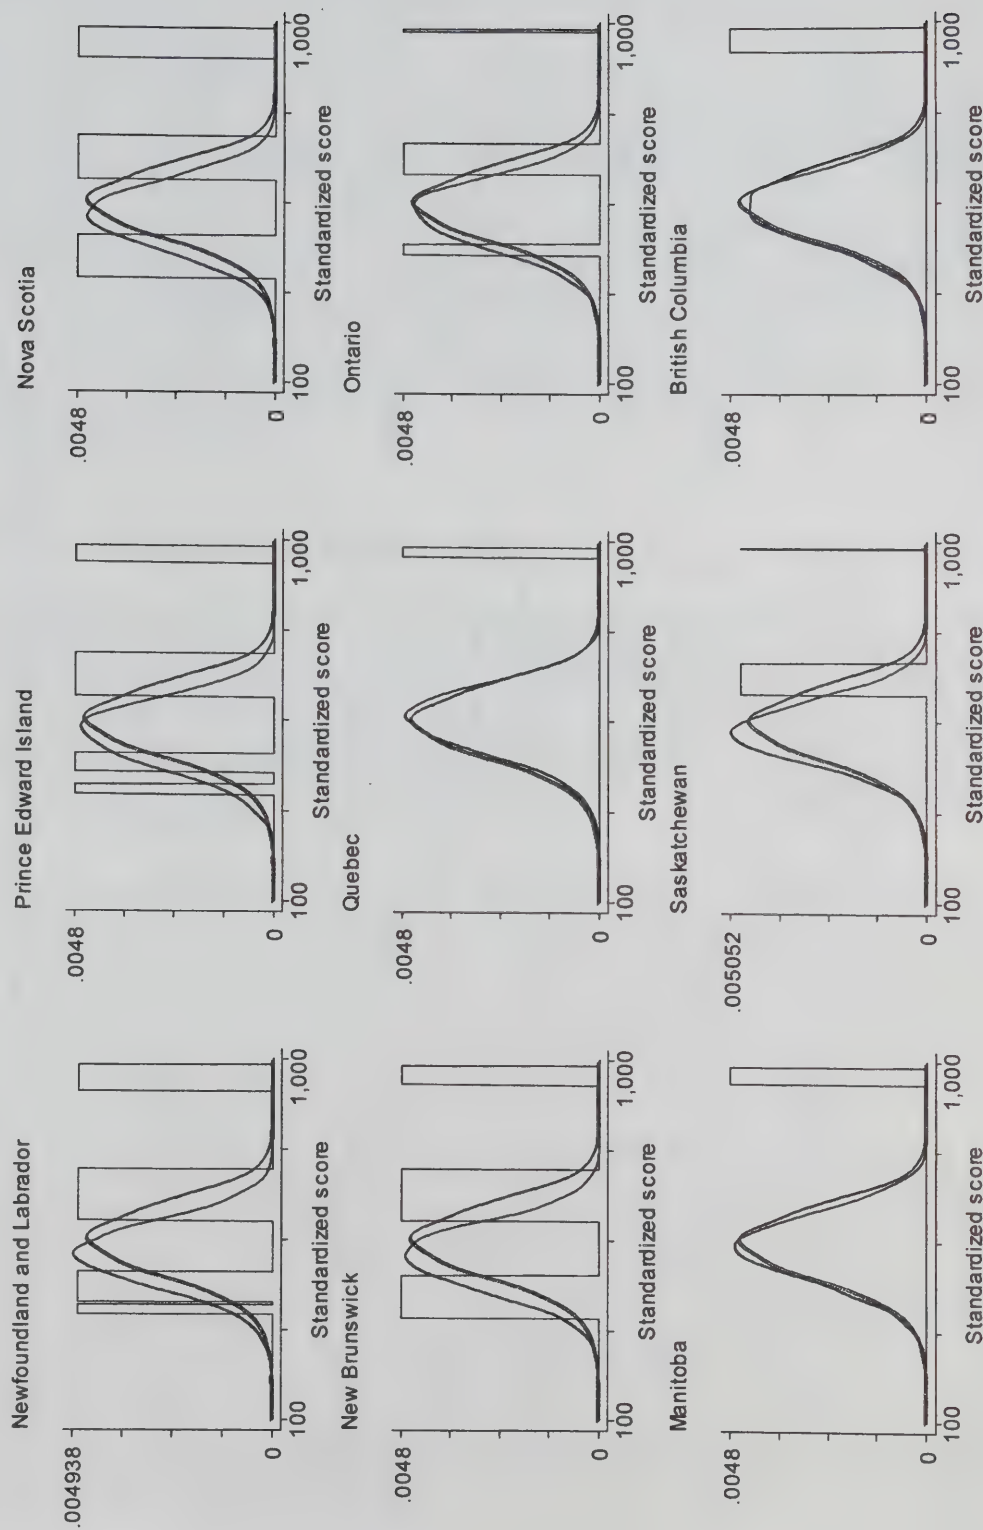 Newfoundland and Labrador
.004938
0
100
1,000
Standardized score
Prince Edward Island
.0048
0
100
1,000
Standardized score
Nova Scotia
.0048
0
100
1,000
Standardized score
New Brunswick
.0048
0
100
1,000
Standardized score
Quebec
.0048
0
100
1,000
Standardized score
Ontario
.0048
0
100
1,000
Standardized score
Manitoba
.0048
0
100
1,000
Standardized score
Saskatchewan
.005052
0
100
1,000
Standardized score
British Columbia
.0048
0
100
1,000
Standardized score